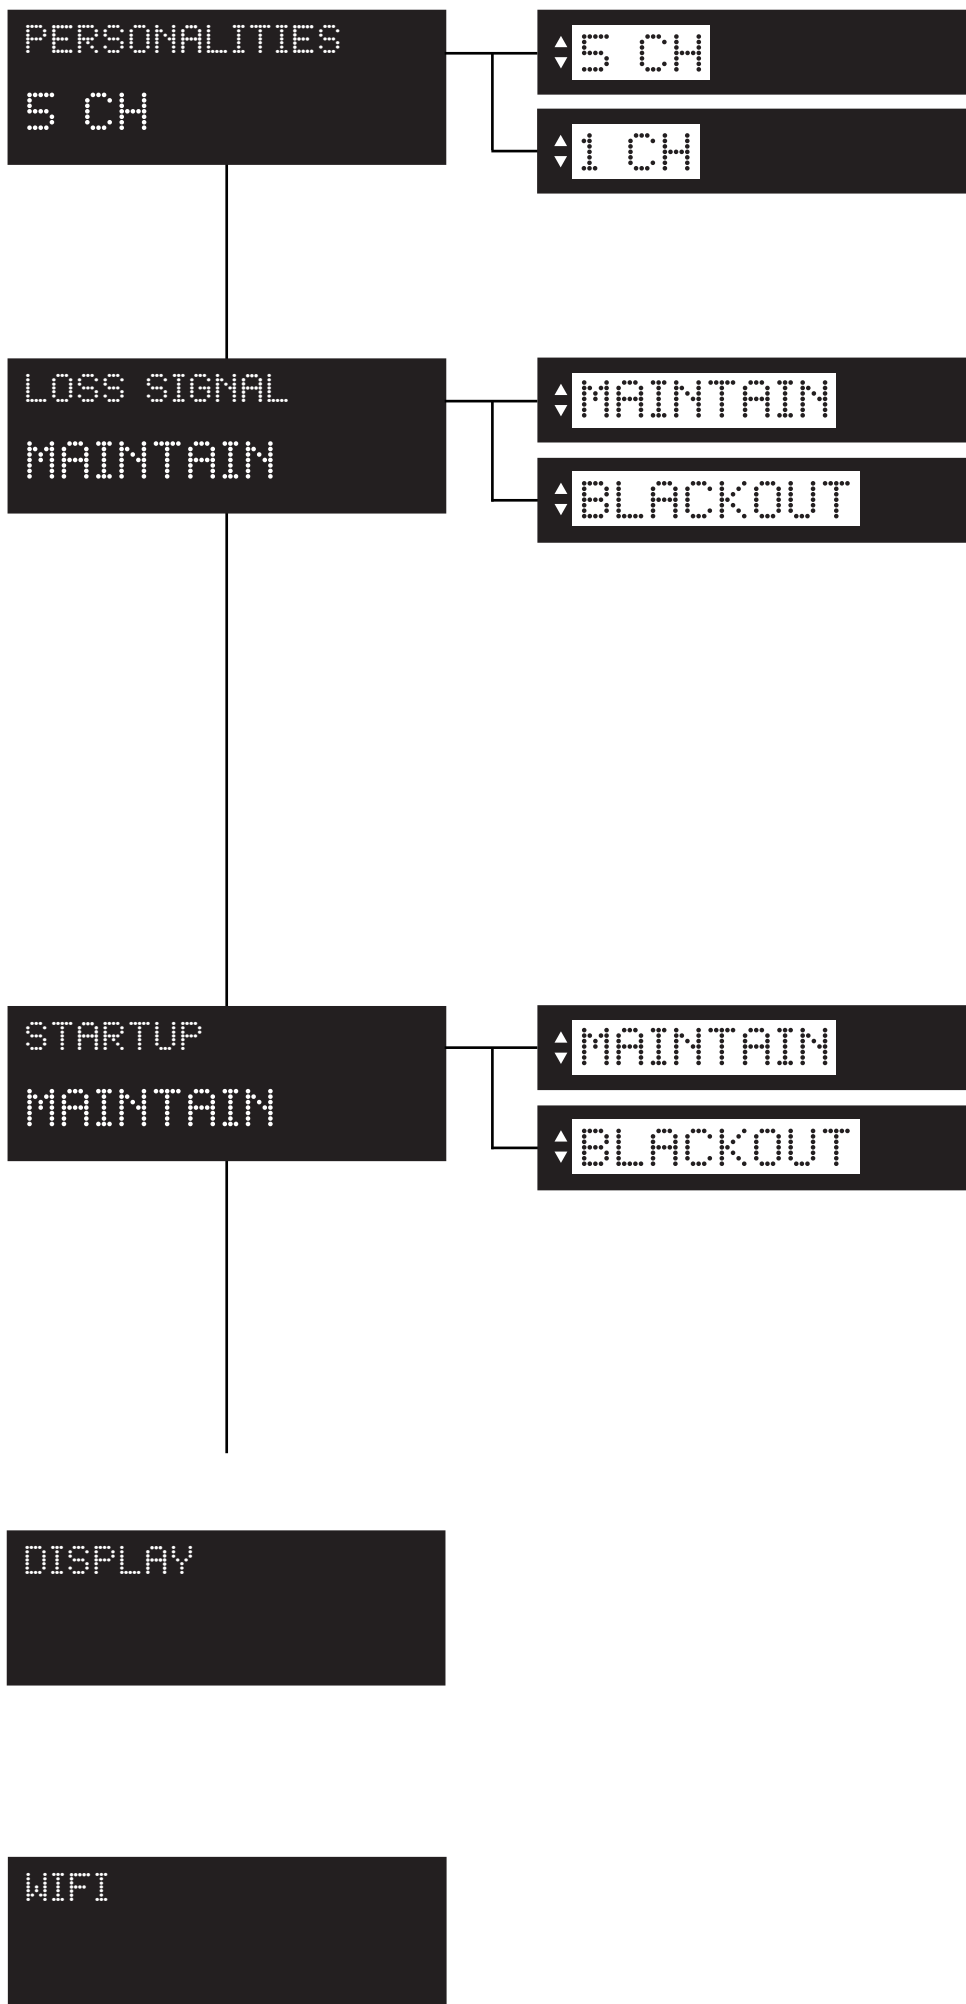 PERSONALITIES
5 CH
5 CH
1 CH
LOSS SIGNAL
MAINTAIN
MAINTAIN
BLACKOUT
STARTUP
MAINTAIN
MAINTAIN
BLACKOUT
DISPLAY
WIFI